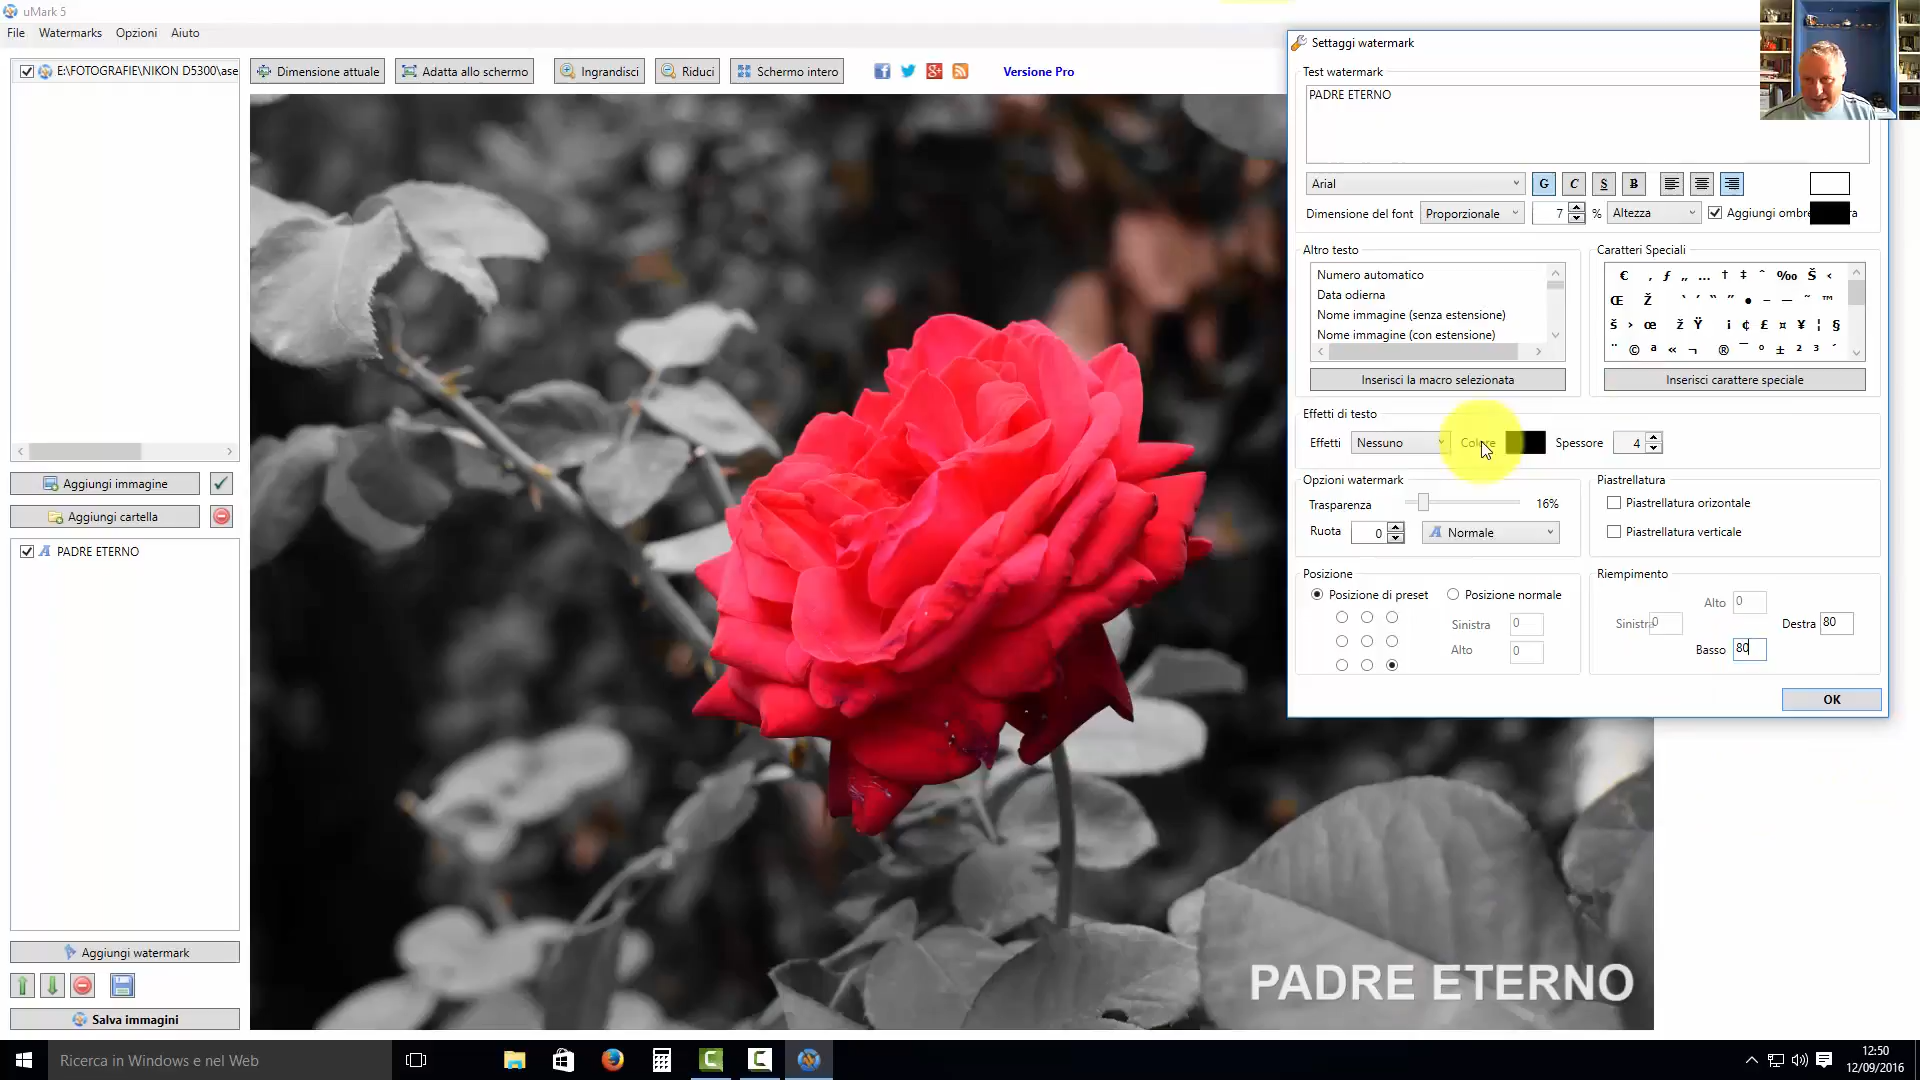 uMark 5
File Watermarks Opzioni Aiuto
E:\FOTOGRAFIE\NIKON D5300\ase
Dimensione attuale Adatta allo schermo Ingrandisci Riduci Schermo intero Versione Pro
Aggiungi immagine
Aggiungi cartella
PADRE ETERNO
Aggiungi watermark
Salva immagini
PADRE ETERNO
Settaggi watermark
Test watermark
PADRE ETERNO
Arial G C S B
Dimensione del font Proporzionale 7 % Altezza Aggiungi ombre a
Altro testo
Numero automatico
Data odierna
Nome immagine (senza estensione)
Nome immagine (con estensione)
Inserisci la macro selezionata
Caratteri Speciali
€ ‚ ƒ „ … † ‡ ˆ ‰ Š ‹
Œ Ž ‘ ’ “ ” • – — ˜ ™
š › œ ž Ÿ ¡ ¢ £ ¤ ¥ ¦ §
¨ © ª « ¬ ® ¯ ° ± ² ³ ´
Inserisci carattere speciale
Effetti di testo
Effetti Nessuno Colore Spessore 4
Opzioni watermark
Trasparenza 16%
Ruota 0 Normale
Piastrellatura
Piastrellatura orizontale
Piastrellatura verticale
Posizione
Posizione di preset Posizione normale
Sinistra 0
Alto 0
Riempimento
Alto 0
Sinistra 0 Destra 80
Basso 80
OK
Ricerca in Windows e nel Web
12:50
12/09/2016